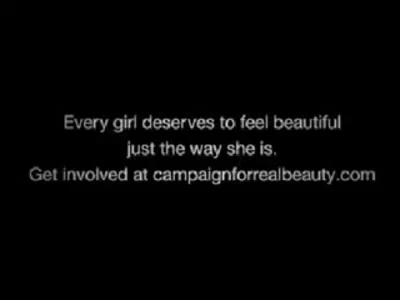 Every girl deserves to feel beautiful
just the way she is.
Get involved at campaignforrealbeauty.com